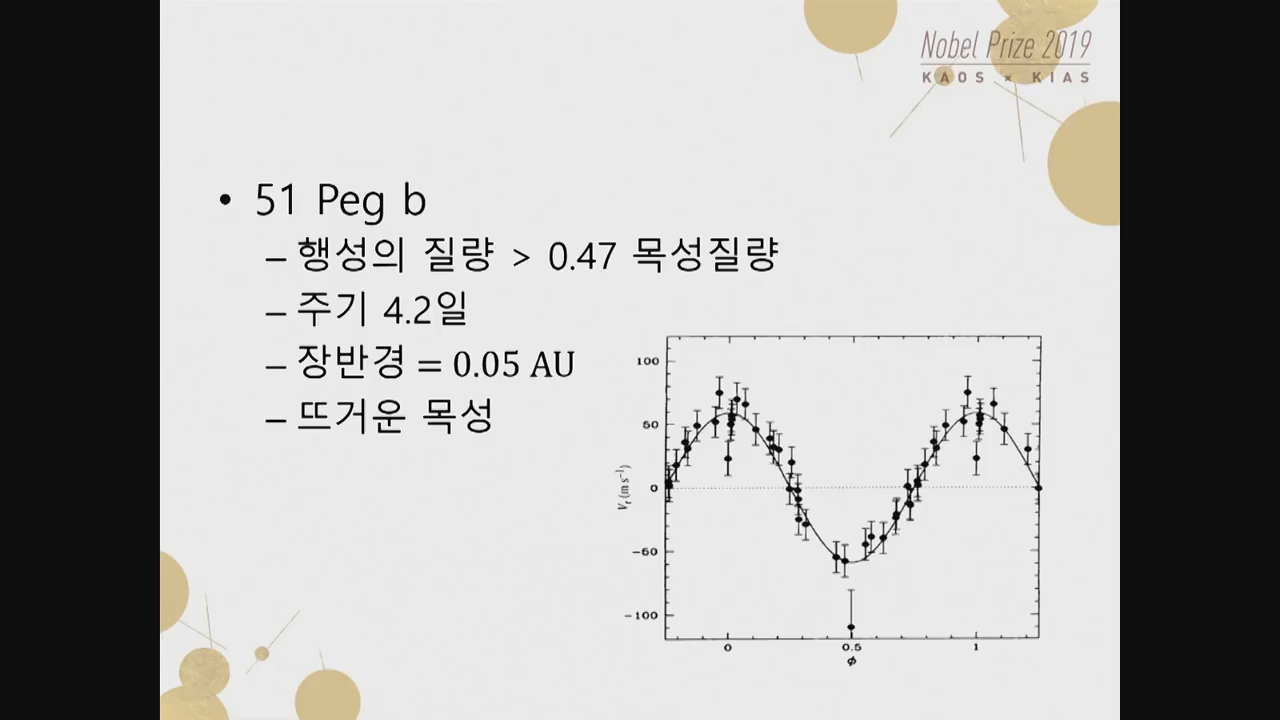 Nobel Prize 2019
KAOS × KIAS
• 51 Peg b
– 행성의 질량 > 0.47 목성질량
– 주기 4.2일
– 장반경 = 0.05 AU
– 뜨거운 목성
100
50
0
-50
-100
Vr (m s⁻¹)
0 0.5 1
ϕ